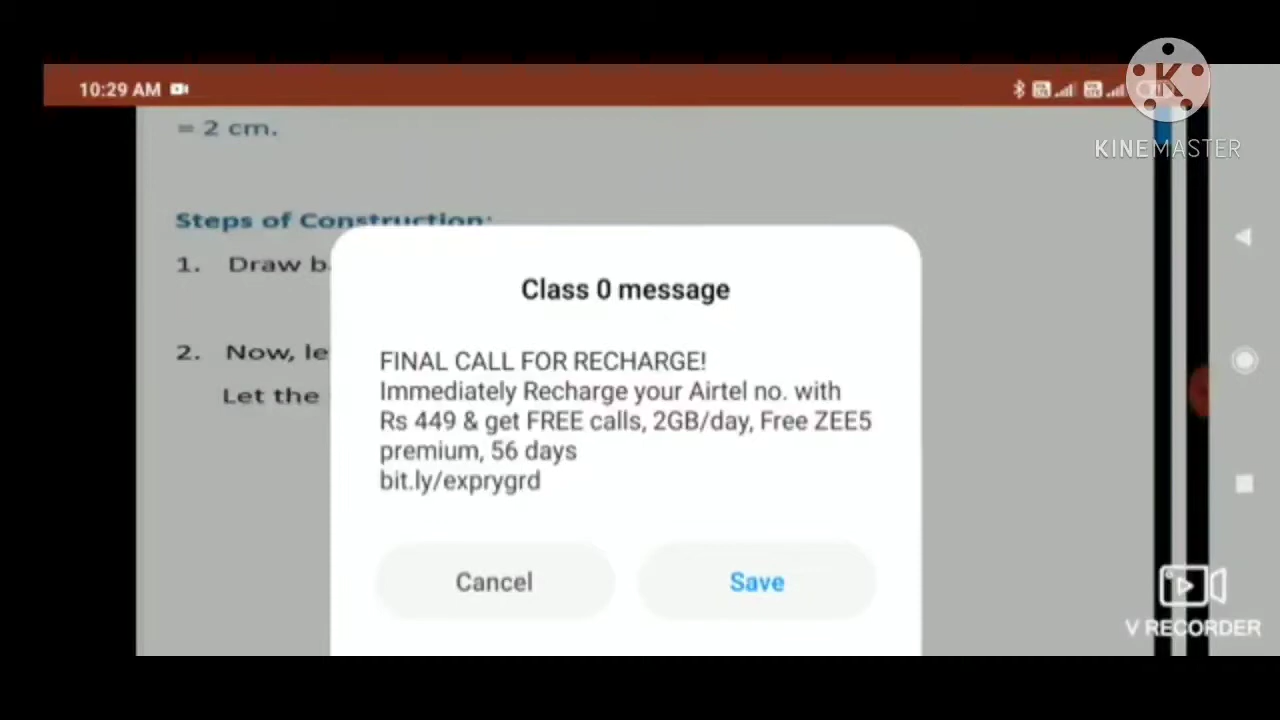 10:29 AM
KINEMASTER
= 2 cm.
Steps of Construction:
1. Draw b
2. Now, le
Let the
Class 0 message
FINAL CALL FOR RECHARGE!
Immediately Recharge your Airtel no. with
Rs 449 & get FREE calls, 2GB/day, Free ZEE5
premium, 56 days
bit.ly/exprygrd
Cancel
Save
V RECORDER